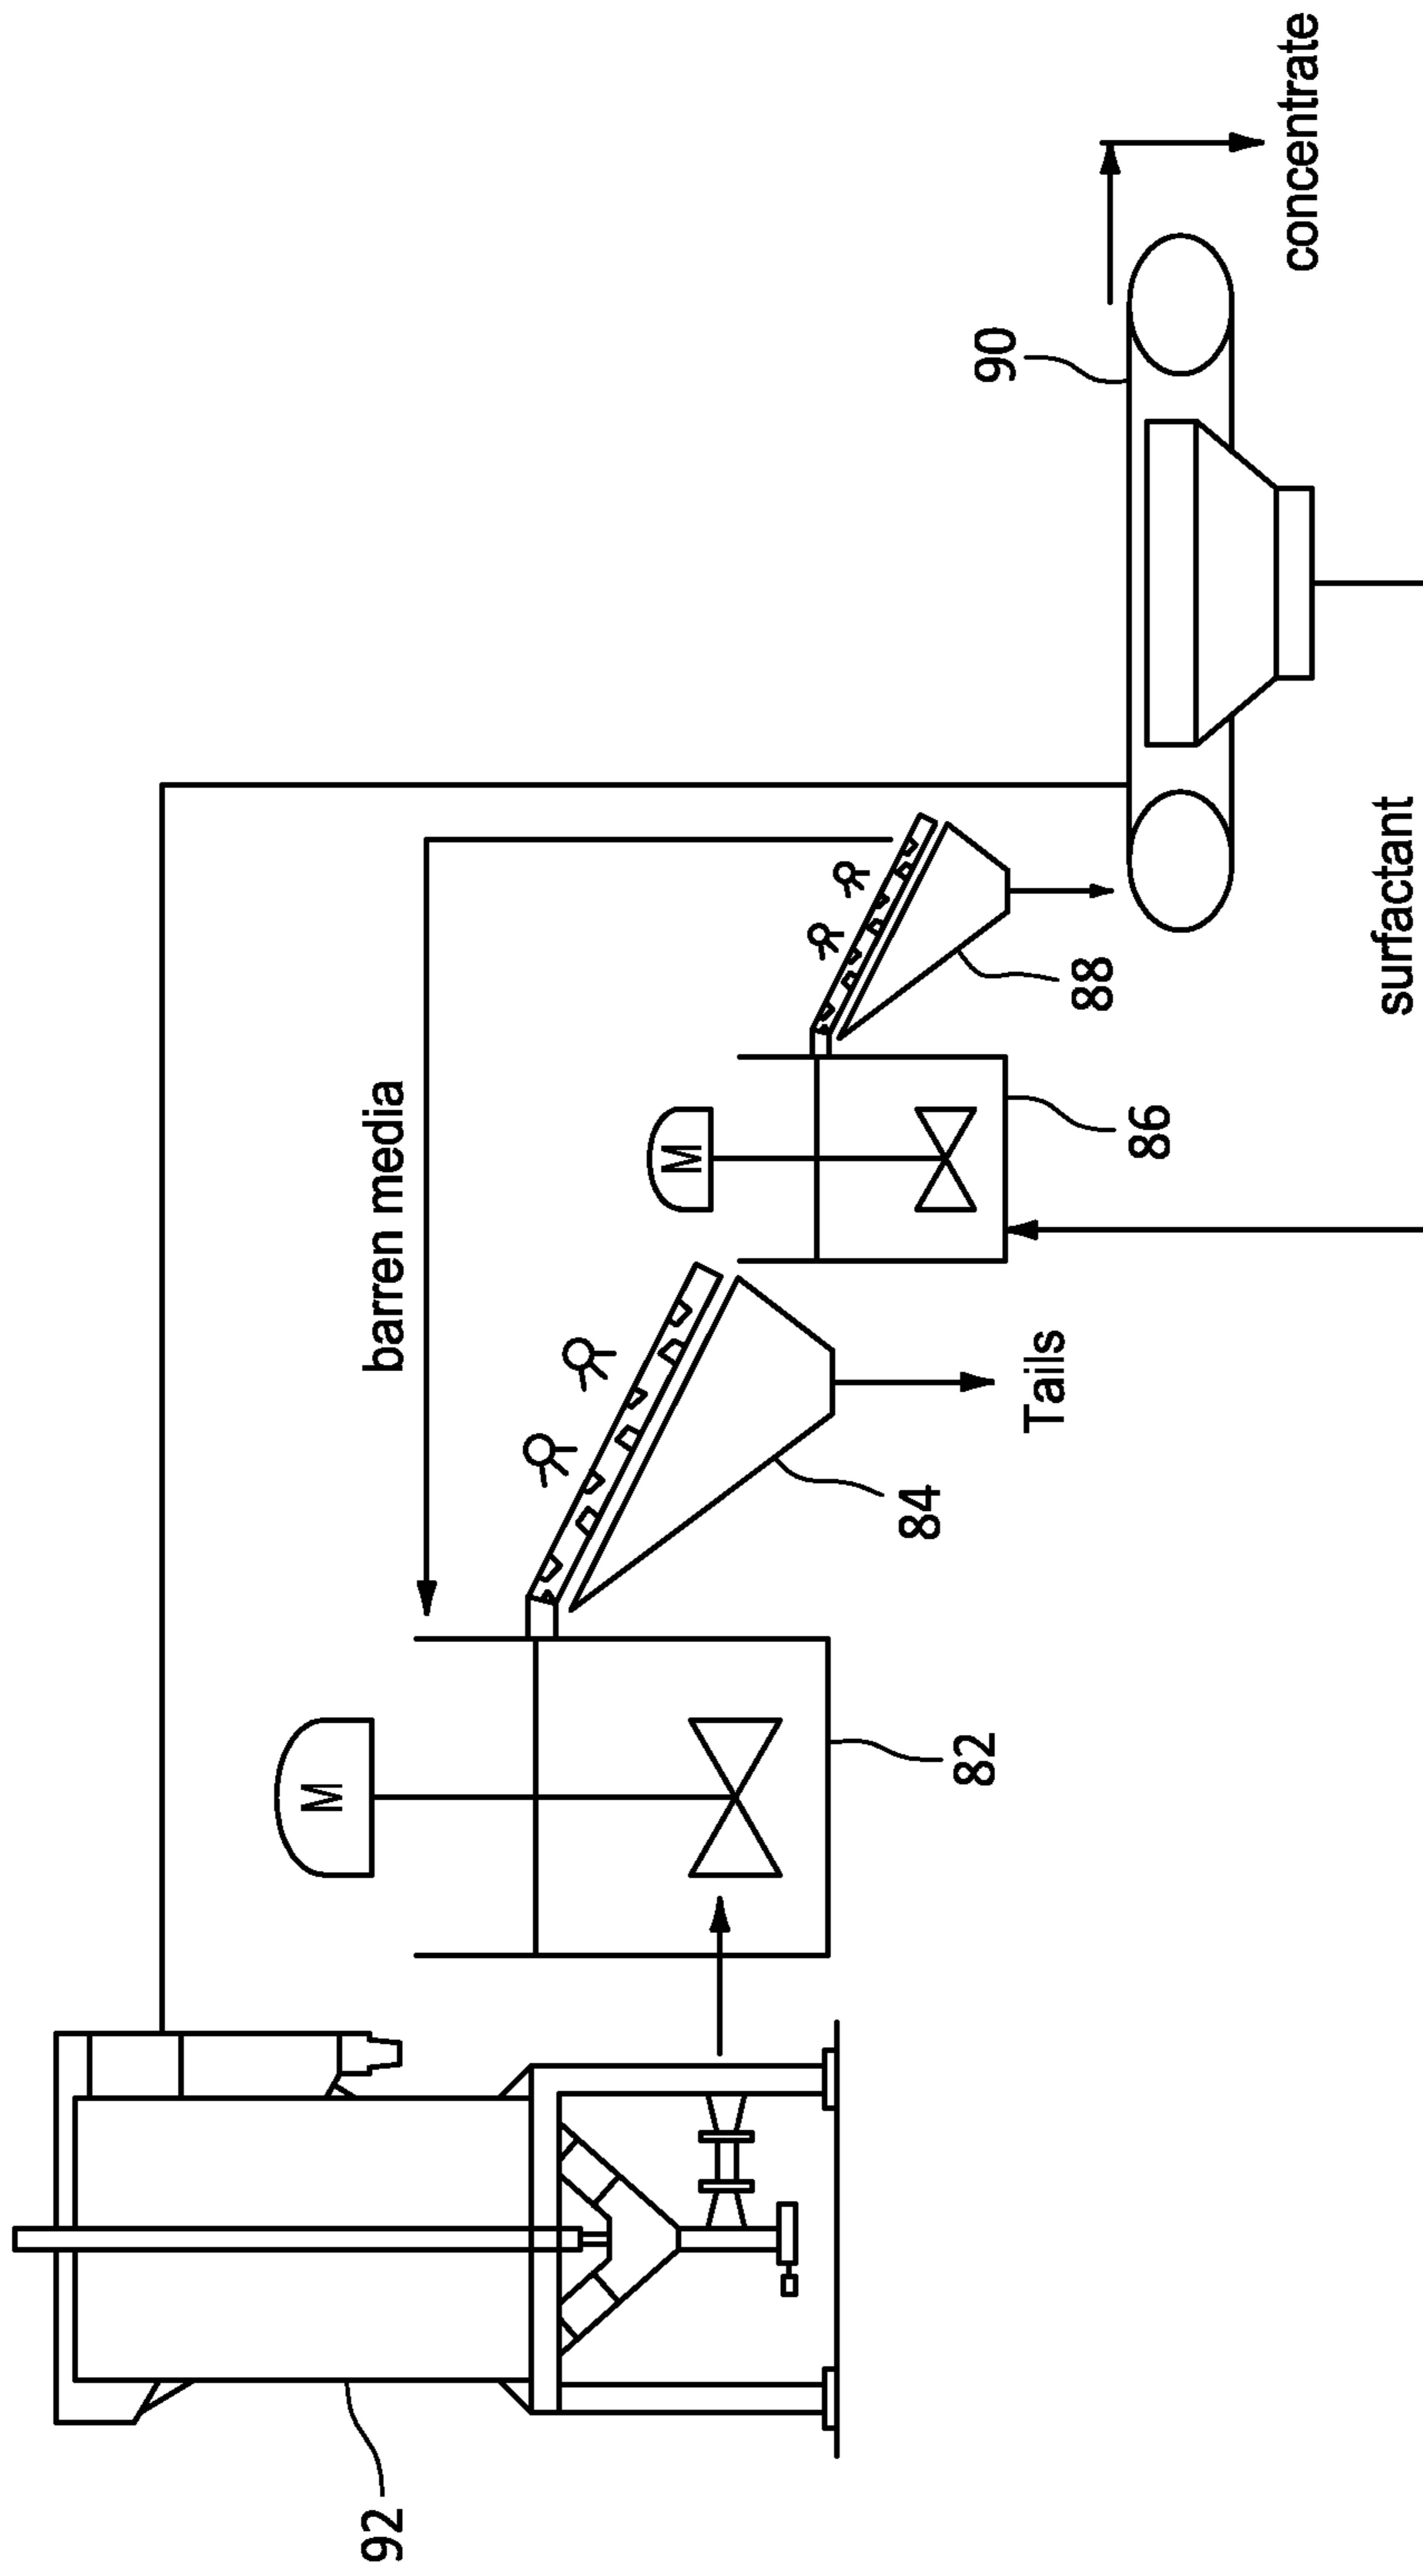 92
M
82
barren media
84
Tails
M
86
88
surfactant
90
concentrate